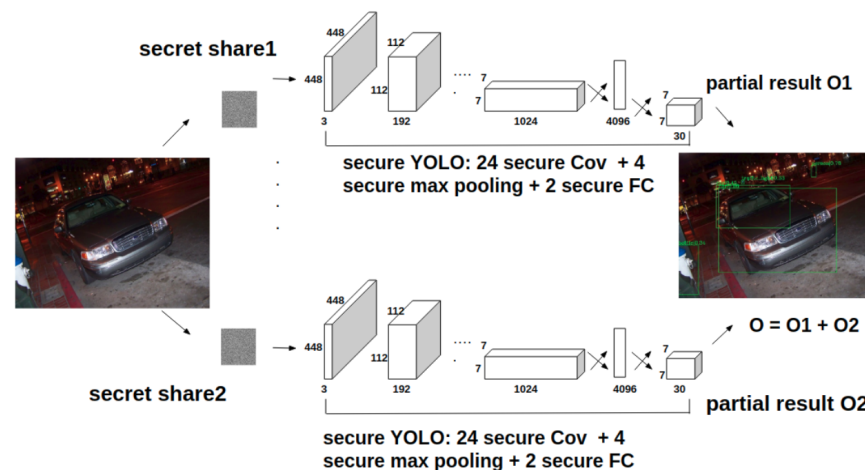 secret share1
448
448
3
112
112
192
7
7
1024
4096
7
7
30
partial result O1
secure YOLO: 24 secure Cov + 4
secure max pooling + 2 secure FC
O = O1 + O2
secret share2
448
448
3
112
112
192
7
7
1024
4096
7
7
30
partial result O2
secure YOLO: 24 secure Cov + 4
secure max pooling + 2 secure FC